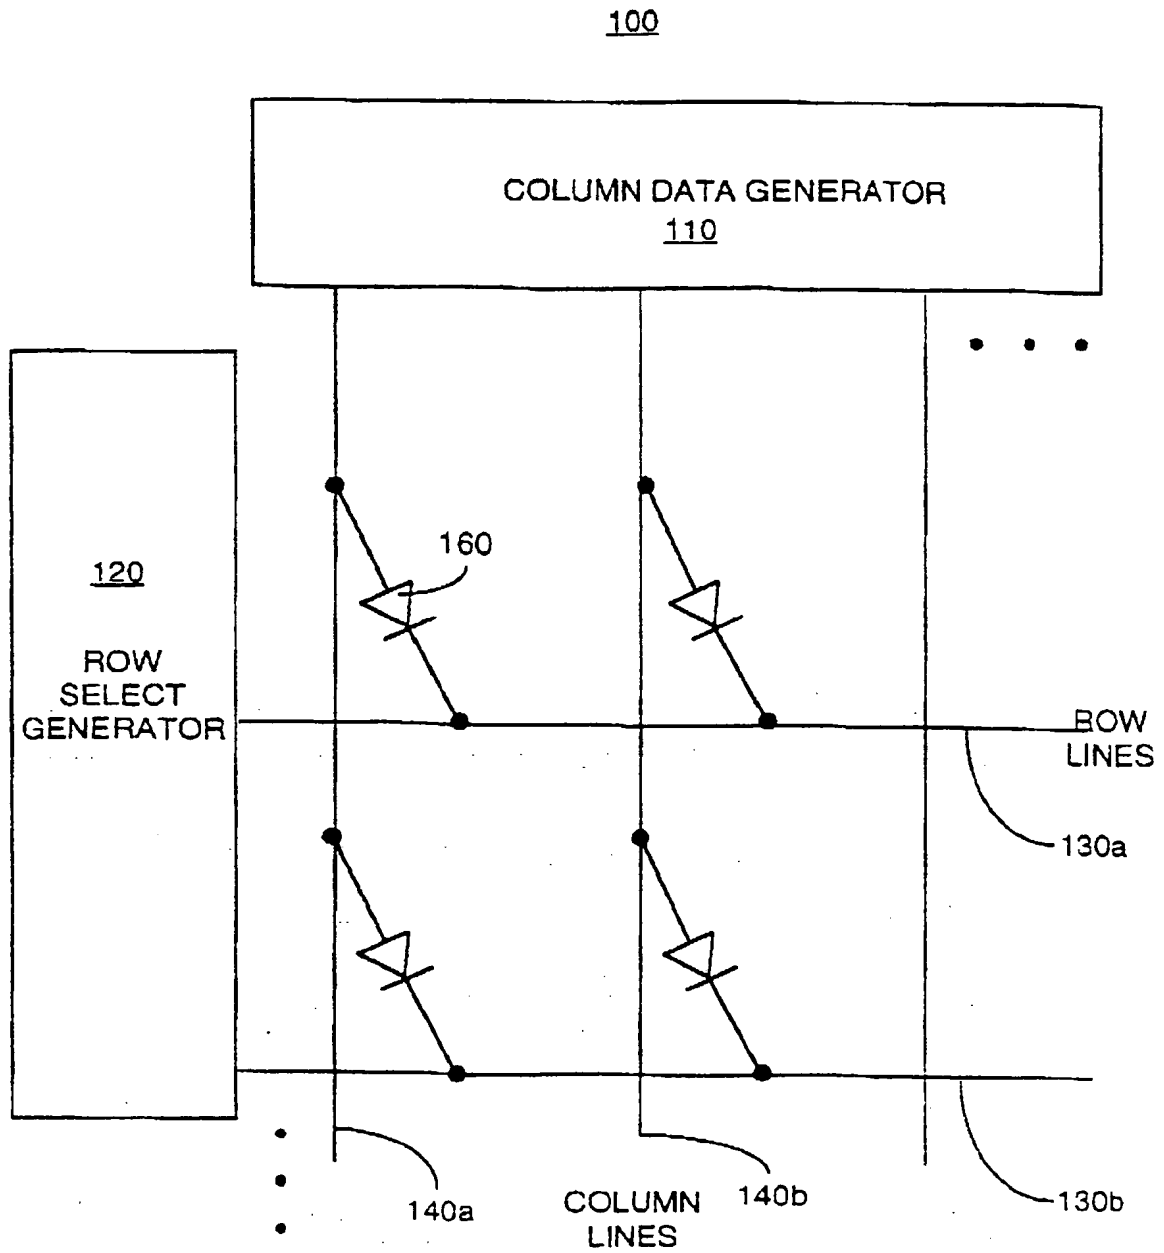 100
COLUMN DATA GENERATOR
110
160
120
ROW
SELECT
GENERATOR
ROW
LINES
130a
140a
COLUMN
LINES
140b
130b